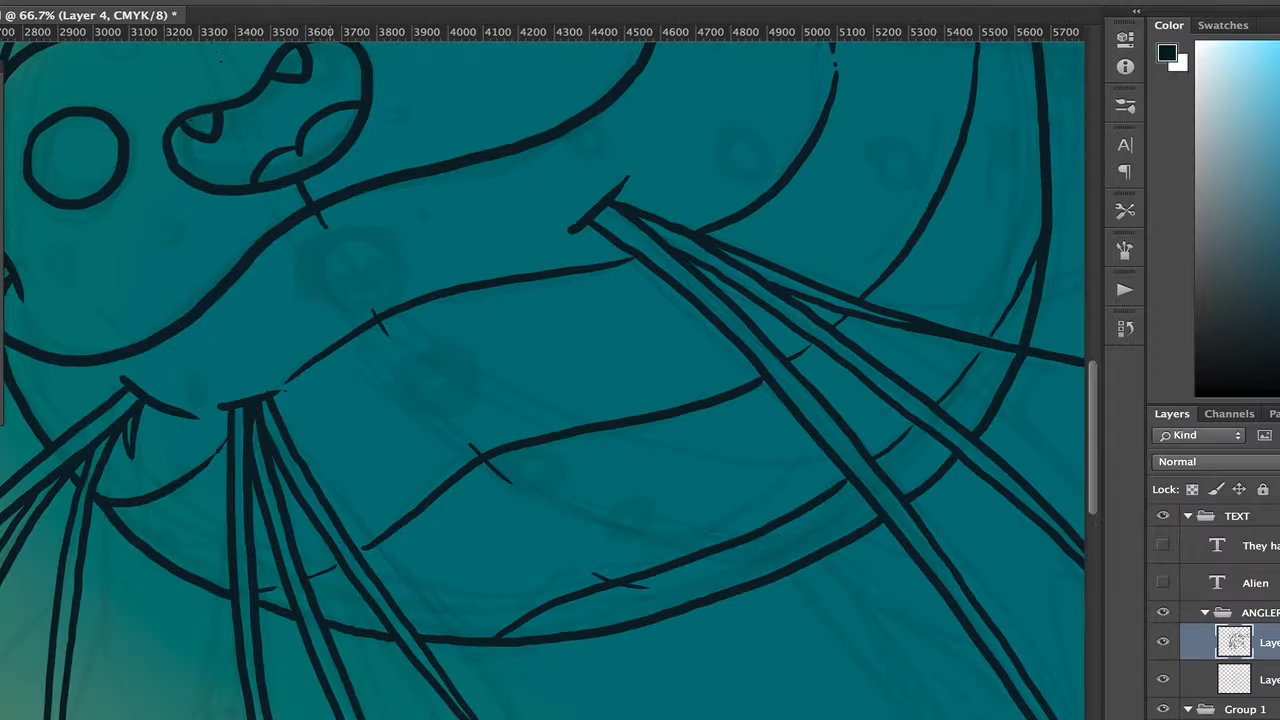 @ 66.7% (Layer 4, CMYK/8) *
Color Swatches
700 2800 2900 3000 3100 3200 3300 3400 3500 3600 3700 3800 3900 4000 4100 4200 4300 4400 4500 4600 4700 4800 4900 5000 5100 5200 5300 5400 5500 5600 5700
A
Layers Channels Pa
Kind
Normal
Lock:
TEXT
T They ha
T Alien
ANGLER
Laye
Laye
Group 1